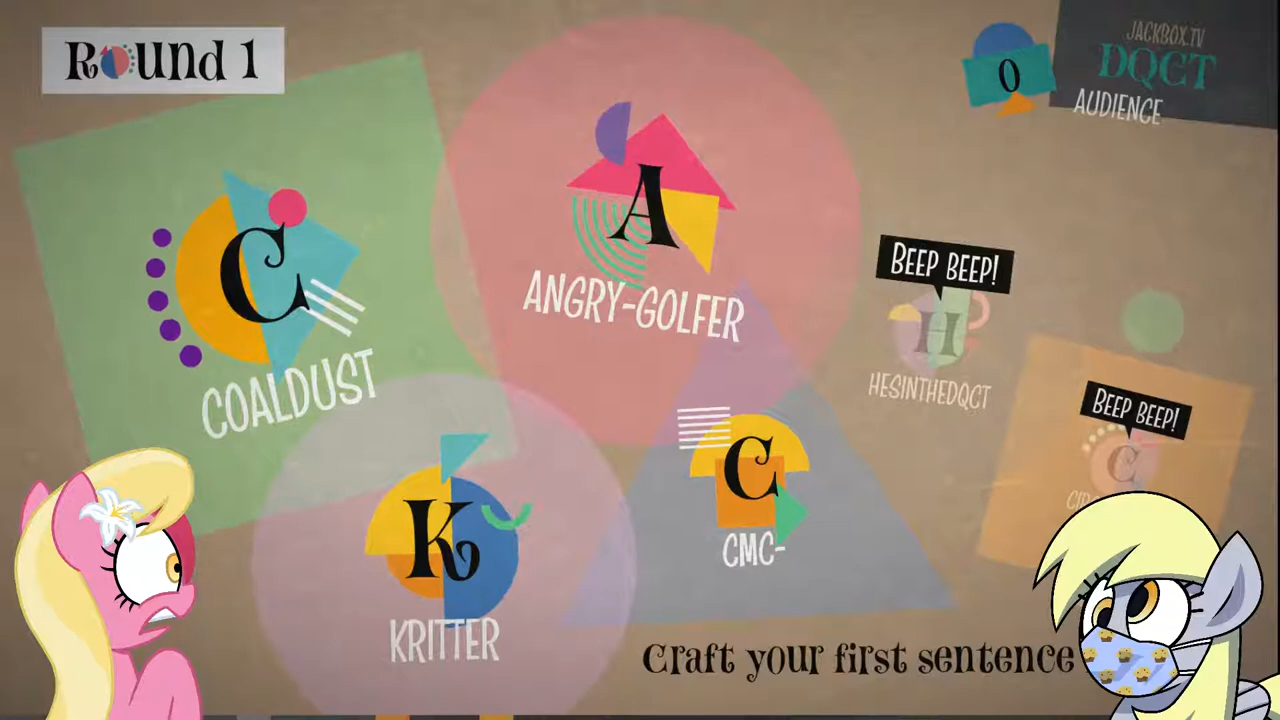 Round 1
JACKBOX.TV
DQCT
0
AUDIENCE
C
COALDUST
A
ANGRY-GOLFER
BEEP BEEP!
H
HESINTHEDQCT
BEEP BEEP!
C
K
KRITTER
C
CMC-
Craft your first sentence